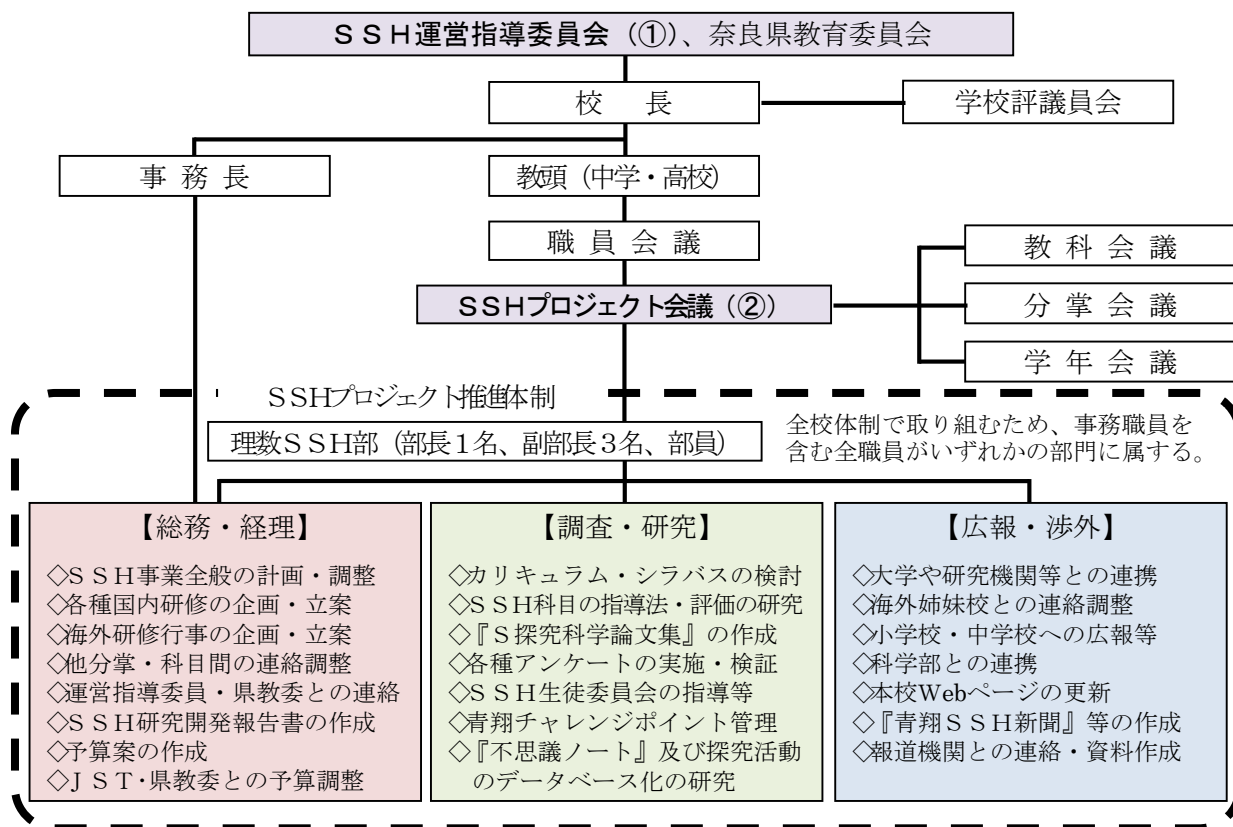 ＳＳＨ運営指導委員会（①）、奈良県教育委員会
校　長
学校評議員会
事 務 長
教頭（中学・高校）
職 員 会 議
教 科 会 議
ＳＳＨプロジェクト会議（②）
分 掌 会 議
学 年 会 議
ＳＳＨプロジェクト推進体制
理数ＳＳＨ部（部長１名、副部長３名、部員）
全校体制で取り組むため、事務職員を
含む全職員がいずれかの部門に属する。
【総務・経理】
◇ＳＳＨ事業全般の計画・調整
◇各種国内研修の企画・立案
◇海外研修行事の企画・立案
◇他分掌・科目間の連絡調整
◇運営指導委員・県教委との連絡
◇ＳＳＨ研究開発報告書の作成
◇予算案の作成
◇ＪＳＴ・県教委との予算調整
【調査・研究】
◇カリキュラム・シラバスの検討
◇ＳＳＨ科目の指導法・評価の研究
◇『Ｓ探究科学論文集』の作成
◇各種アンケートの実施・検証
◇ＳＳＨ生徒委員会の指導等
◇青翔チャレンジポイント管理
◇『不思議ノート』及び探究活動
のデータベース化の研究
【広報・渉外】
◇大学や研究機関等との連携
◇海外姉妹校との連絡調整
◇小学校・中学校への広報等
◇科学部との連携
◇本校Webページの更新
◇『青翔ＳＳＨ新聞』等の作成
◇報道機関との連絡・資料作成